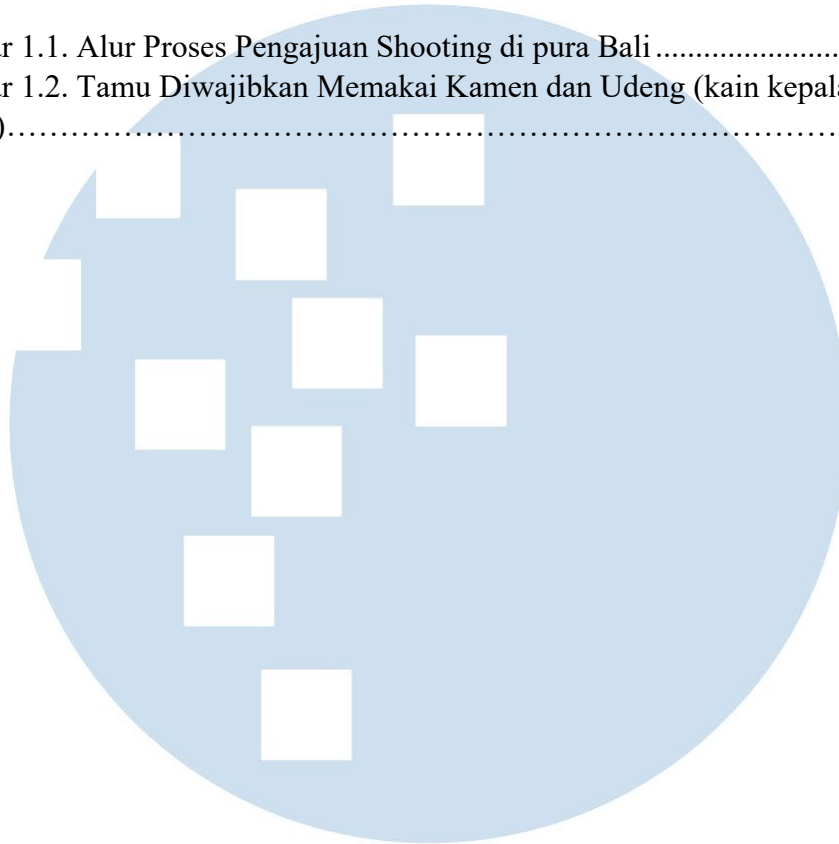 r 1.1. Alur Proses Pengajuan Shooting di pura Bali..........................
r 1.2. Tamu Diwajibkan Memakai Kamen dan Udeng (kain kepala
)………………………………………………………………………………